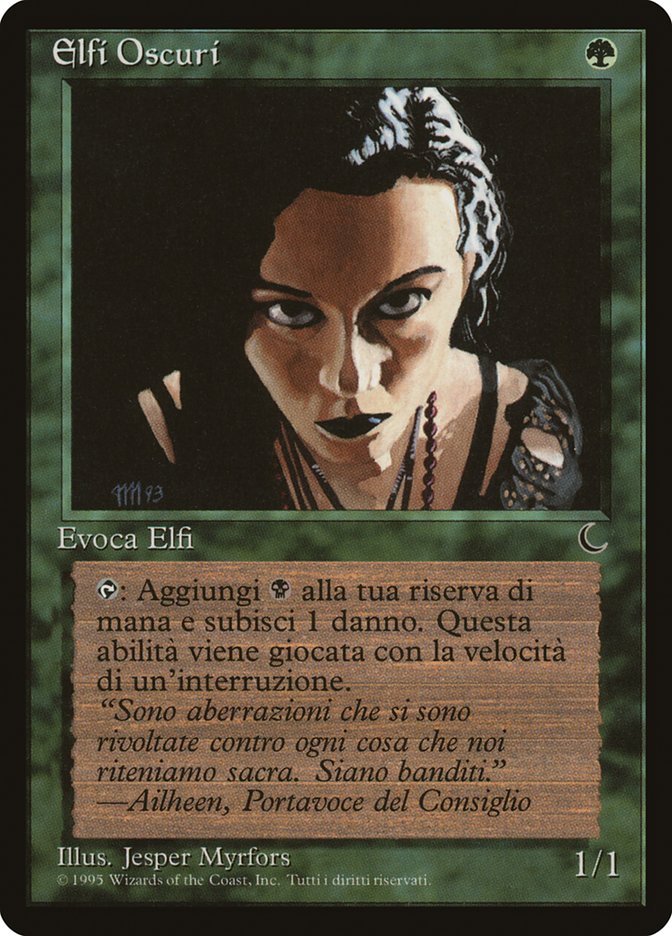 Elfi Oscuri
93
Evoca Elfi
: Aggiungi alla tua riserva di
mana e subisci 1 danno. Questa
abilità viene giocata con la velocità
di un'interruzione.
“Sono aberrazioni che si sono
rivoltate contro ogni cosa che noi
riteniamo sacra. Siano banditi.”
—Ailheen, Portavoce del Consiglio
Illus. Jesper Myrfors
1/1
© 1995 Wizards of the Coast, Inc. Tutti i diritti riservati.